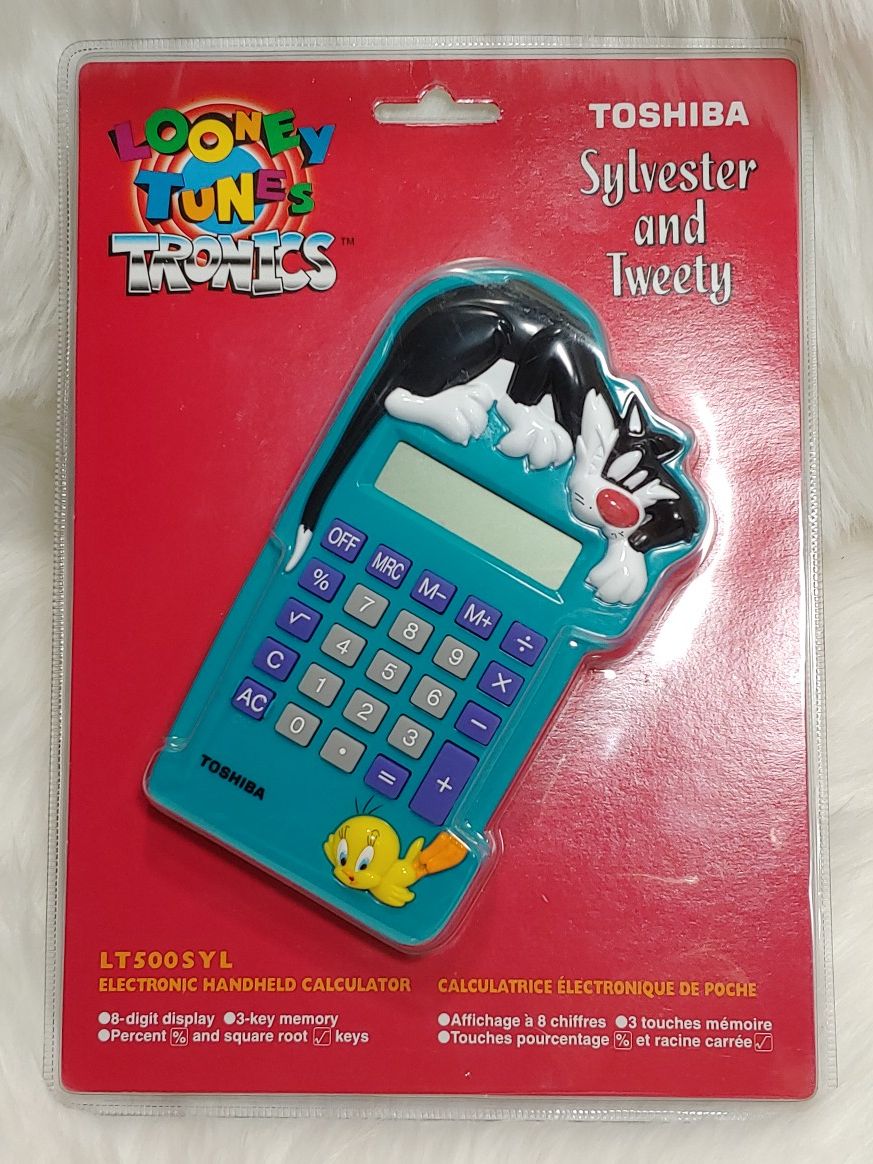 LOONEY
TUNES
TRONICS™
TOSHIBA
Sylvester
and
Tweety
OFF MRC M− M+ ÷
% 7 8 9 ×
√ 4 5 6 −
C 1 2 3 +
AC 0 . =
TOSHIBA
LT500SYL
ELECTRONIC HANDHELD CALCULATOR
●8-digit display ●3-key memory
●Percent % and square root √ keys
CALCULATRICE ÉLECTRONIQUE DE POCHE
●Affichage à 8 chiffres ●3 touches mémoire
●Touches pourcentage % et racine carrée √